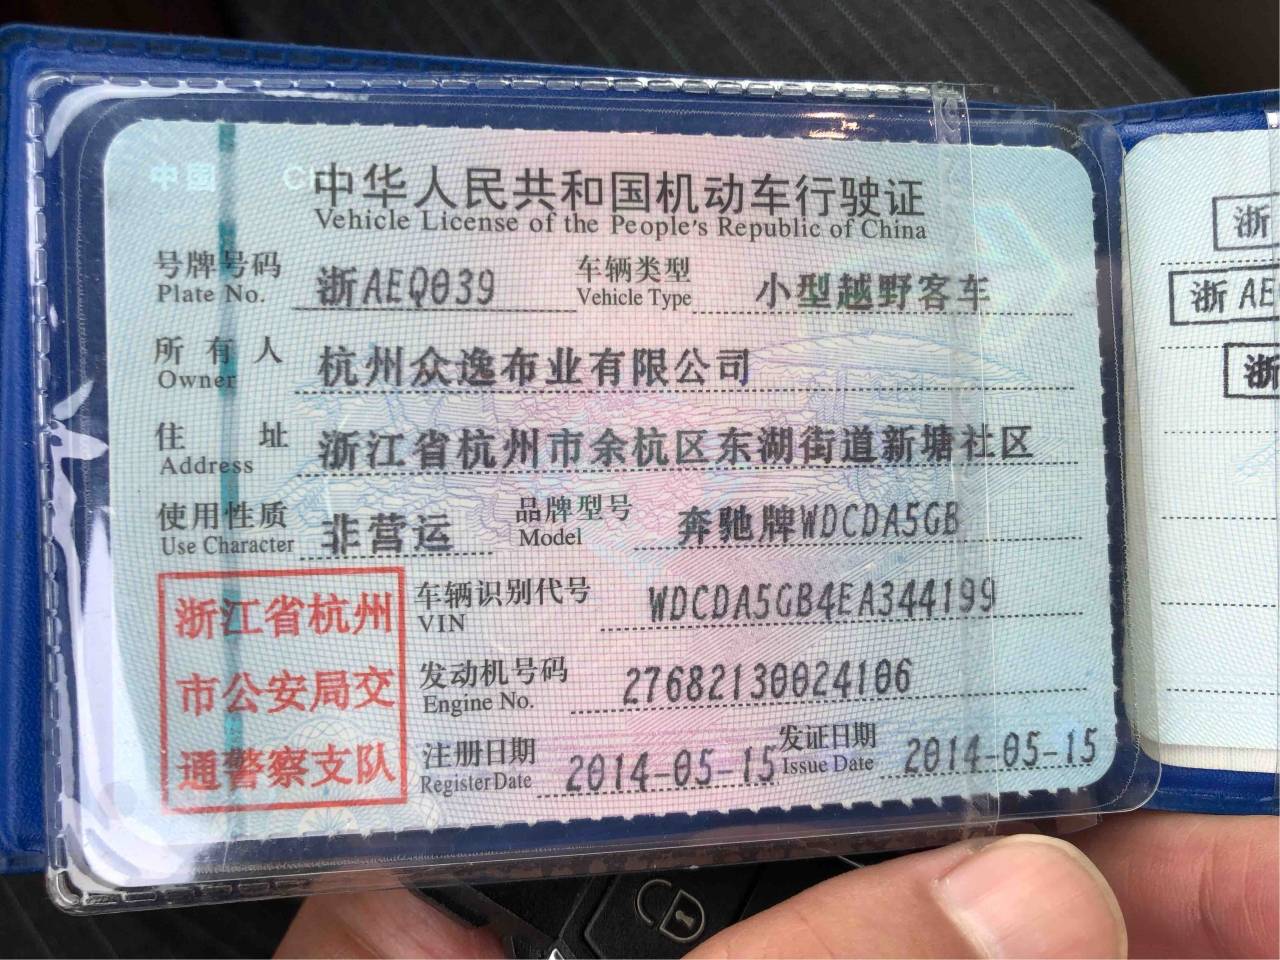 中国 C
中华人民共和国机动车行驶证
Vehicle License of the People's Republic of China
号牌号码 浙AEQ039 车辆类型 小型越野客车
Plate No. Vehicle Type
所有人 杭州众逸布业有限公司
Owner
住址 浙江省杭州市余杭区东湖街道新塘社区
Address
使用性质 非营运 品牌型号 奔驰牌WDCDA5GB
Use Character Model
浙江省杭州
市公安局交
通警察支队
车辆识别代号 WDCDA5GB4EA344199
VIN
发动机号码 27682130024106
Engine No.
注册日期 2014-05-15 发证日期 2014-05-15
Register Date Issue Date
浙
浙AE
浙